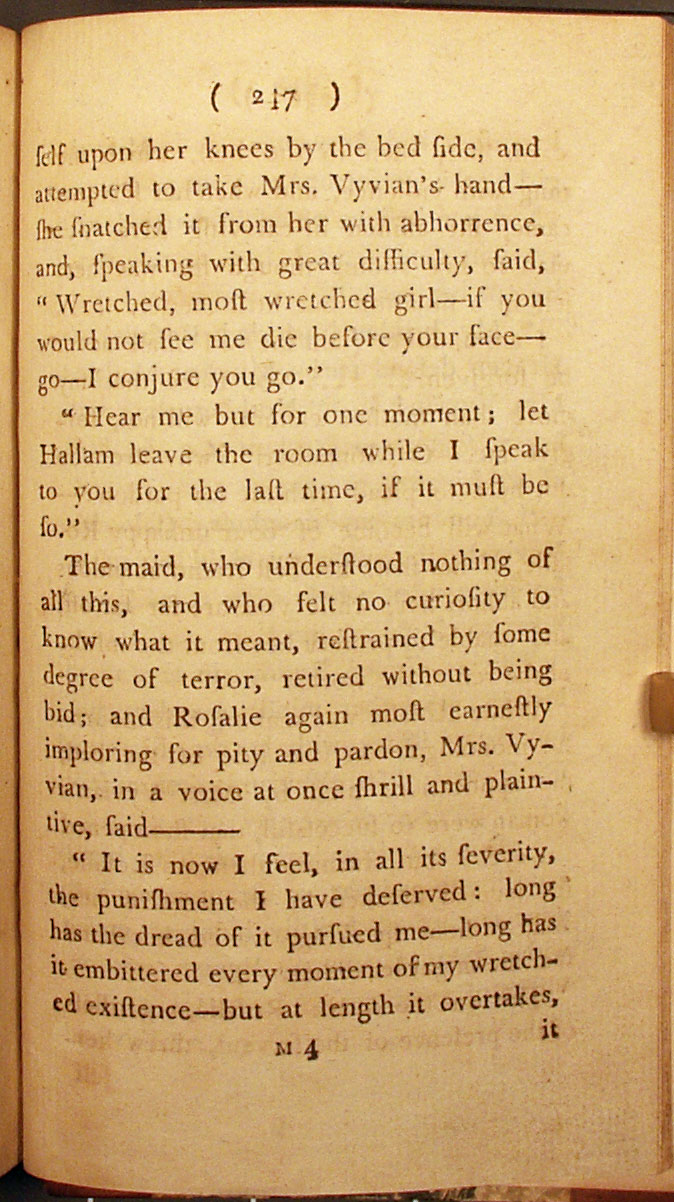 ( 247 )
ſelf upon her knees by the bed ſide, and
attempted to take Mrs. Vyvian's hand—
ſhe ſnatched it from her with abhorrence,
and, ſpeaking with great difficulty, ſaid,
“ Wretched, moſt wretched girl—if you
would not ſee me die before your face—
go—I conjure you go.”
“ Hear me but for one moment ; let
Hallam leave the room while I ſpeak
to you for the laſt time, if it muſt be
ſo.”
The maid, who underſtood nothing of
all this, and who felt no curioſity to
know what it meant, reſtrained by ſome
degree of terror, retired without being
bid ; and Roſalie again moſt earneſtly
imploring for pity and pardon, Mrs. Vy-
vian, in a voice at once ſhrill and plain-
tive, ſaid———
“ It is now I feel, in all its ſeverity,
the puniſhment I have deſerved : long
has the dread of it purſued me—long has
it embittered every moment of my wretch-
ed exiſtence—but at length it overtakes,
it
M 4